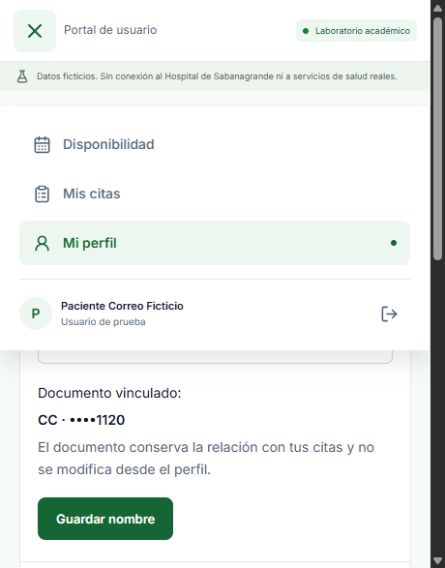 Portal de usuario
Laboratorio académico
Datos ficticios. Sin conexión al Hospital de Sabanagrande ni a servicios de salud reales.
Disponibilidad
Mis citas
Mi perfil
P
Paciente Correo Ficticio
Usuario de prueba
Documento vinculado:
CC · ••••1120
El documento conserva la relación con tus citas y no
se modifica desde el perfil.
Guardar nombre